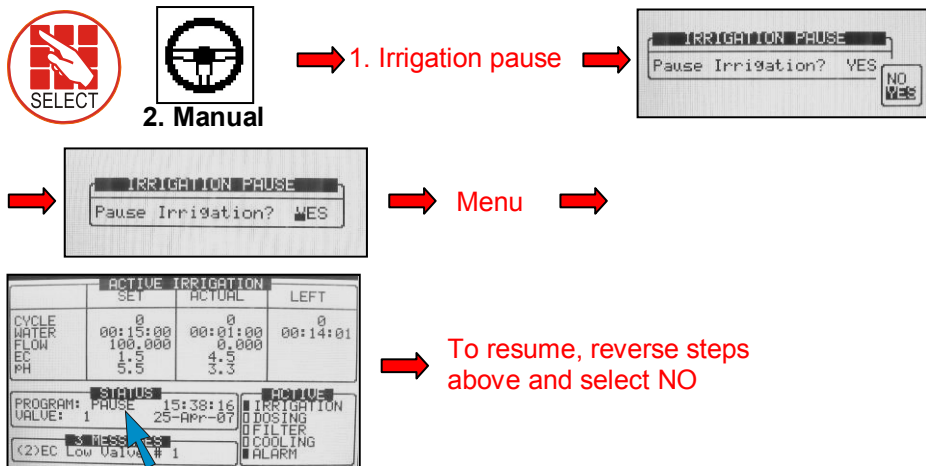 SELECT
2. Manual
1. Irrigation pause
IRRIGATION PAUSE
Pause Irrigation? YES
NO
YES
IRRIGATION PAUSE
Pause Irrigation? YES
Menu
ACTIVE IRRIGATION
SET ACTUAL LEFT
CYCLE 0 0 0
WATER 00:15:00 00:01:00 00:14:01
FLOW 100.000 0.000
EC 1.5 4.5
PH 5.5 3.3
STATUS
PROGRAM: PAUSE 15:38:16
VALVE: 1 25-Apr-07
3 MESSAGES
(2)EC Low Valve # 1
ACTIVE
IRRIGATION
DOSING
FILTER
COOLING
ALARM
To resume, reverse steps
above and select NO